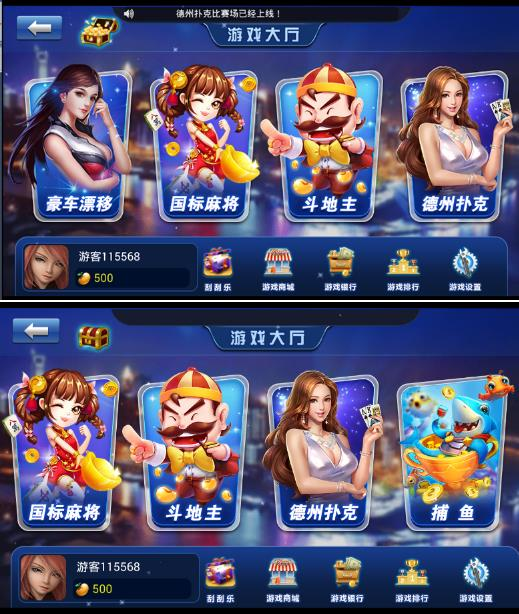 德州扑克比赛场已经上线！
游戏大厅
豪车漂移
国标麻将
斗地主
德州扑克
游客115568
500
刮刮乐
游戏商城
游戏银行
游戏排行
游戏设置
游戏大厅
国标麻将
斗地主
德州扑克
捕鱼
游客115568
500
刮刮乐
游戏商城
游戏银行
游戏排行
游戏设置